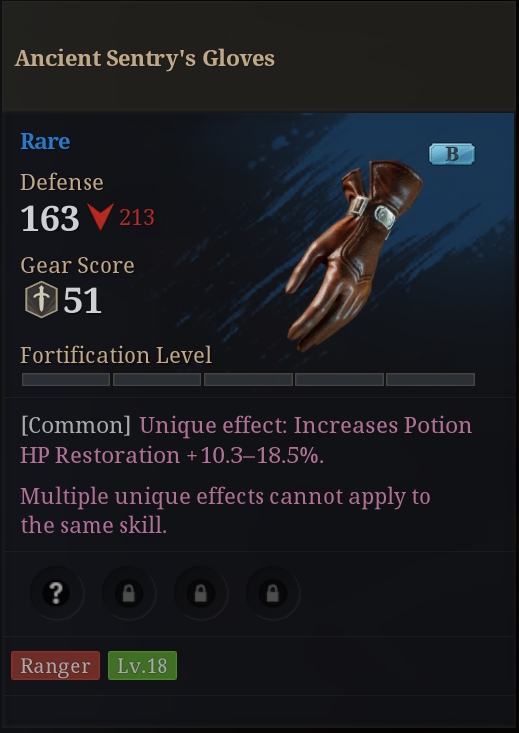 Ancient Sentry's Gloves
Rare
B
Defense
163 213
Gear Score
51
Fortification Level
[Common] Unique effect: Increases Potion
HP Restoration +10.3–18.5%.
Multiple unique effects cannot apply to
the same skill.
?
Ranger Lv.18